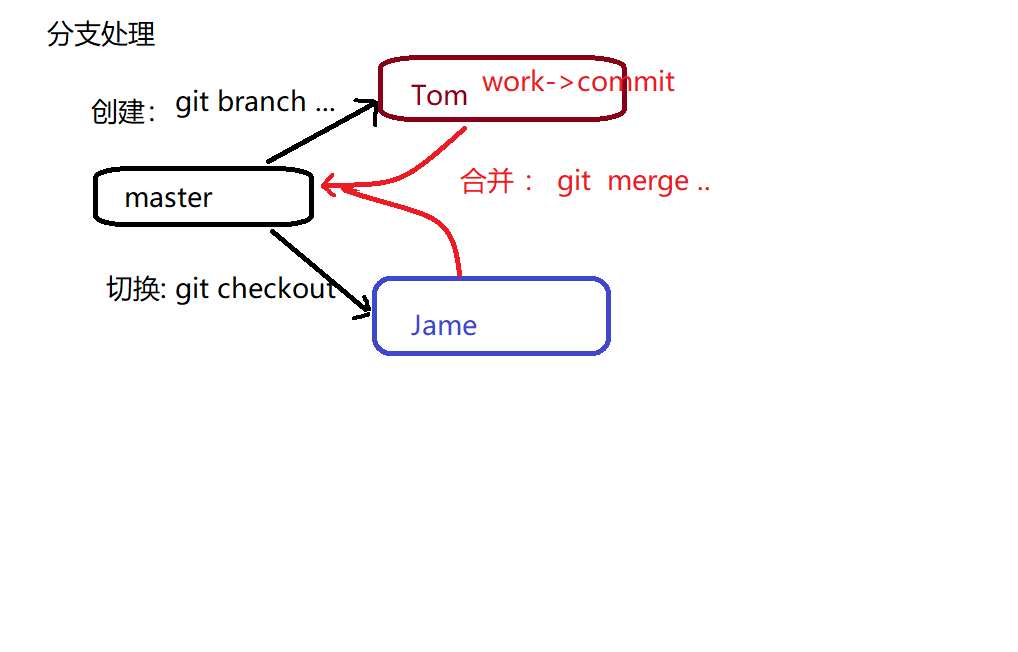 分支处理
创建： git branch ...
Tom work->commit
合并： git merge ..
master
切换: git checkout
Jame